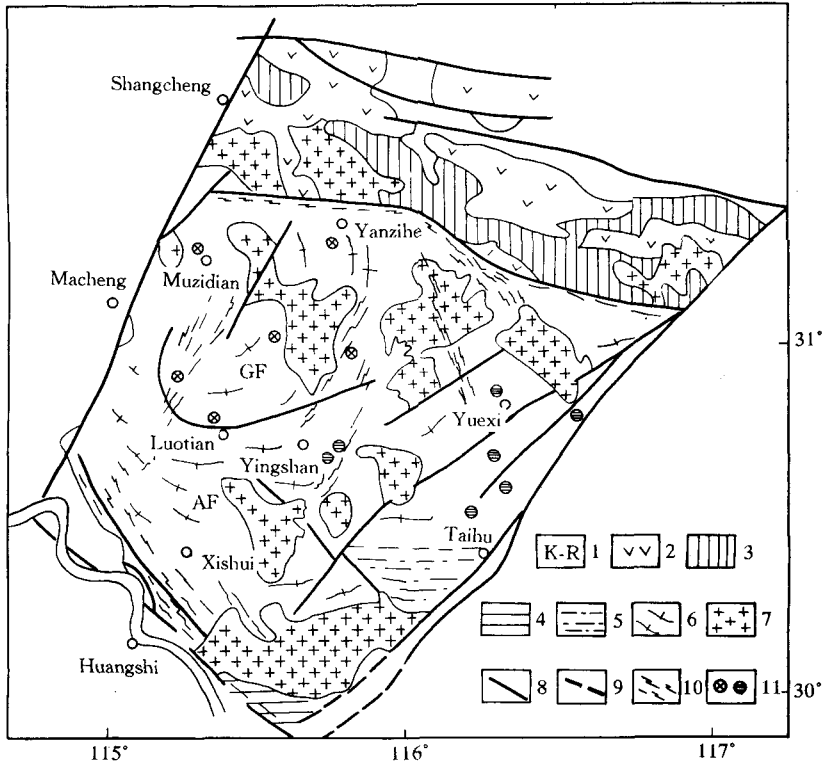 Shangcheng
Yanzihe
Muzidian
Macheng
31°
GF
Yuexi
Luotian
Yingshan
AF
Taihu
Xishui
K-R 1 2 3
4 5 6 7
Huangshi
8 9 10 11
30°
115° 116° 117°